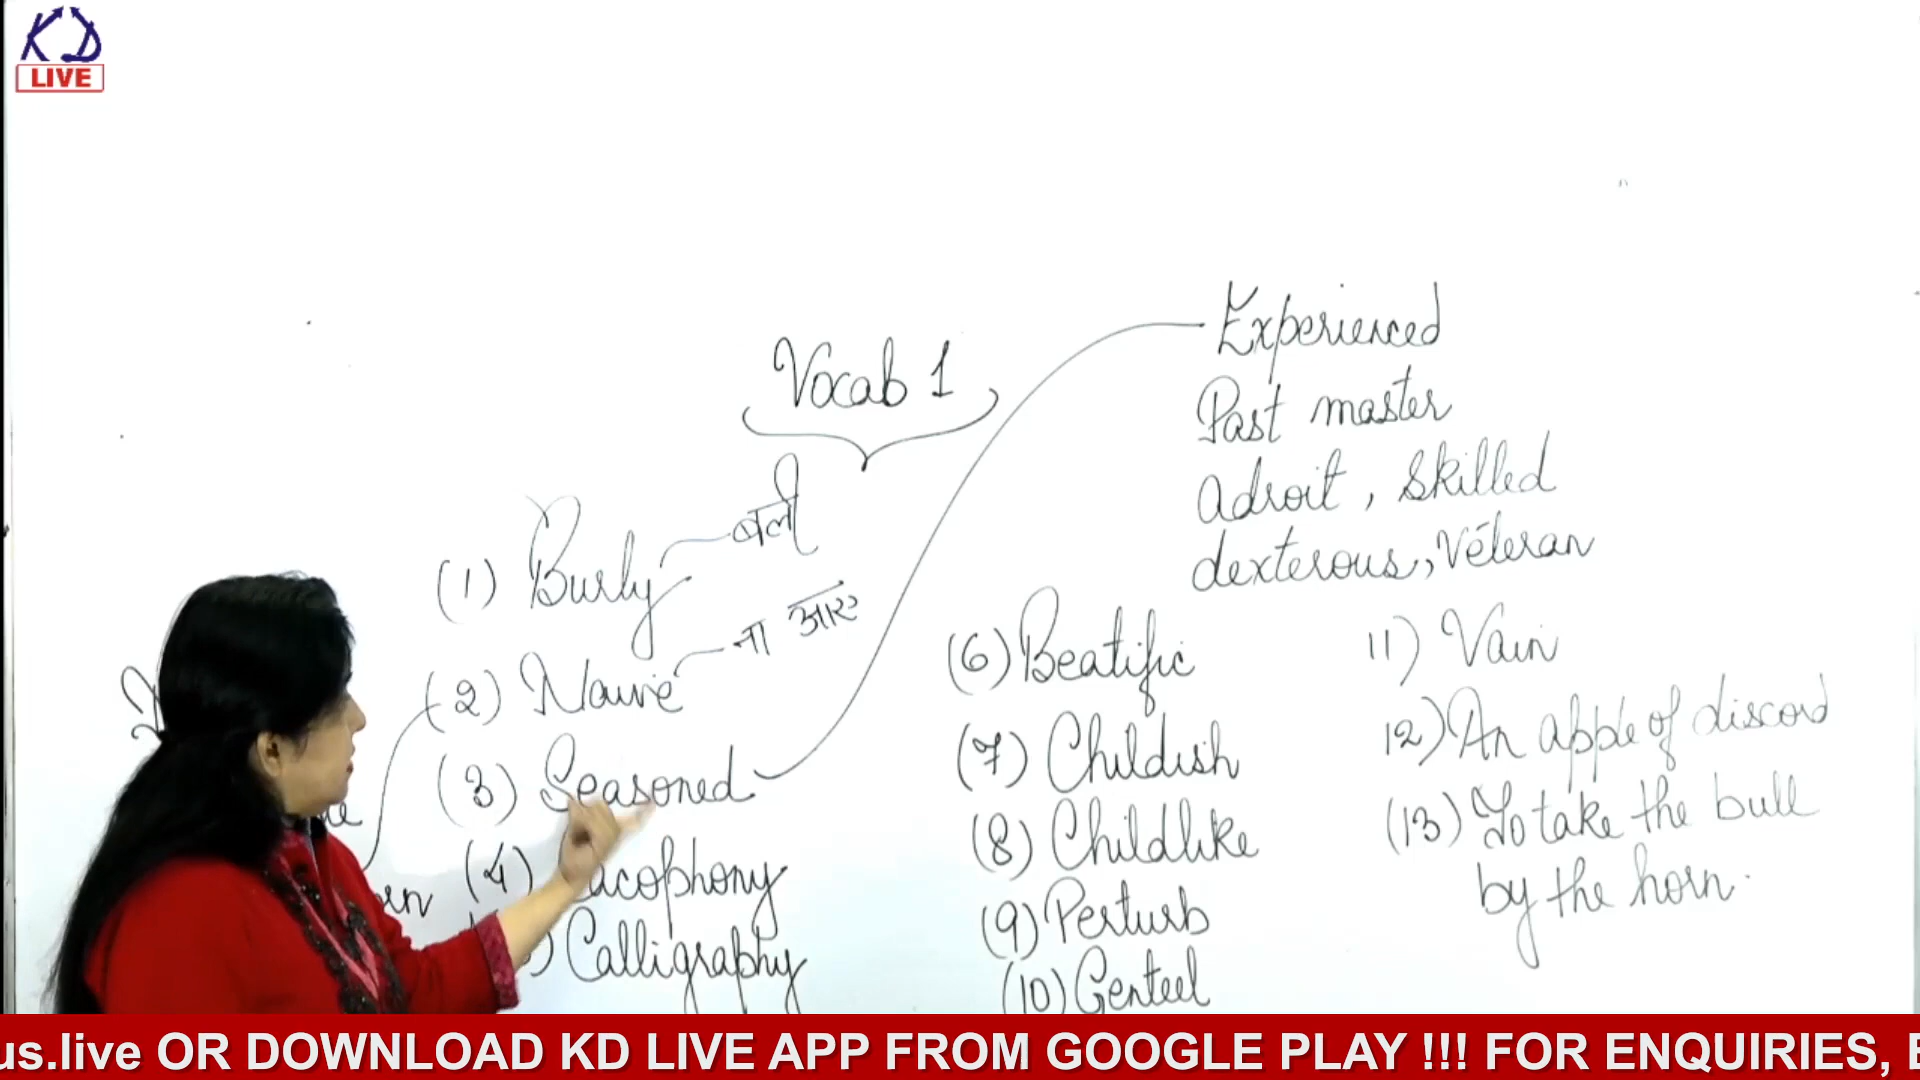 KD
LIVE
Vocab 1
Experienced
Past master
Adroit, Skilled
dexterous, Veteran
(1) Burly
बली
(2) Naive
ना आर
(3) Seasoned
(4) Cacophony
Calligraphy
(6) Beatific
(7) Childish
(8) Childlike
(9) Perturb
(10) Genteel
11) Vain
12) An apple of discord
(13) To take the bull
by the horn.
us.live OR DOWNLOAD KD LIVE APP FROM GOOGLE PLAY !!! FOR ENQUIRIES, E